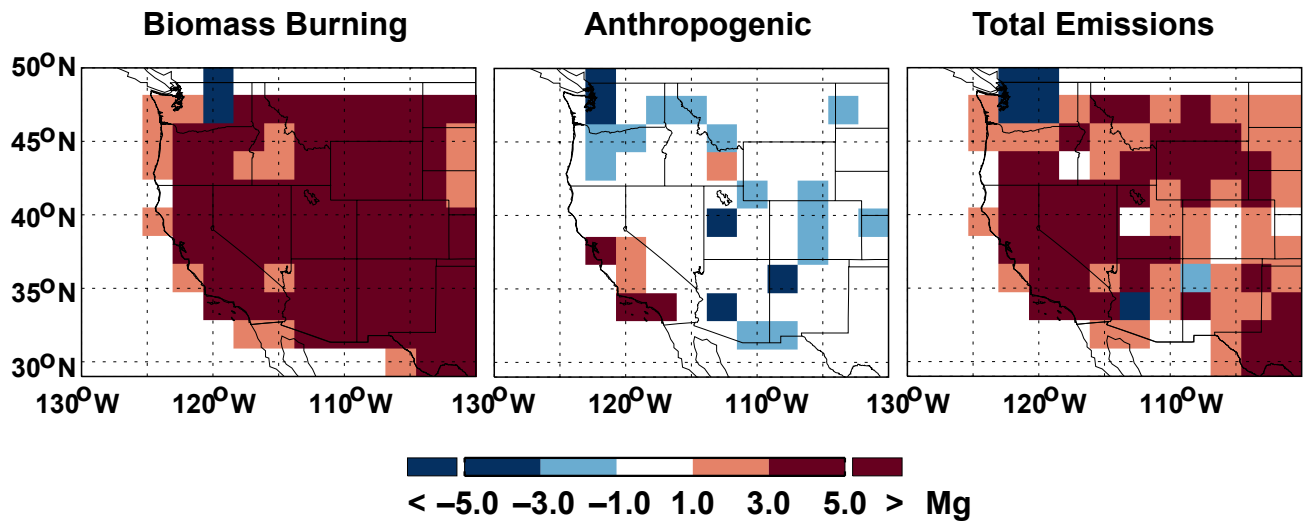 Biomass Burning Anthropogenic Total Emissions
50°N
45°N
40°N
35°N
30°N
130°W 120°W 110°W 130°W 120°W 110°W 130°W 120°W 110°W
< −5.0 −3.0 −1.0 1.0 3.0 5.0 > Mg